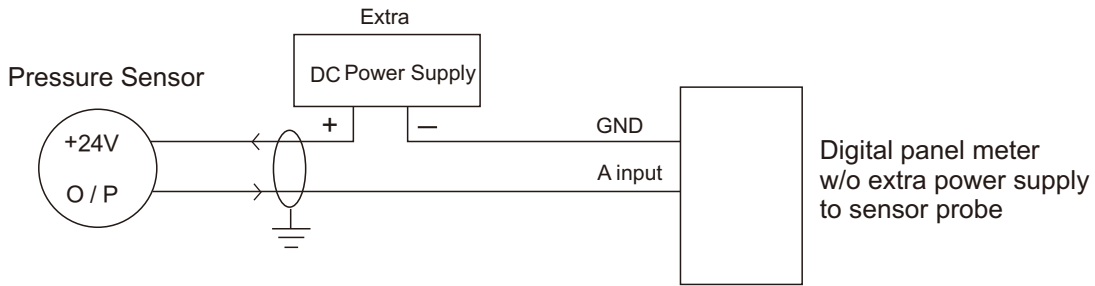 Extra
DC Power Supply
Pressure Sensor
+24V
O / P
+
—
GND
A input
Digital panel meter
w/o extra power supply
to sensor probe